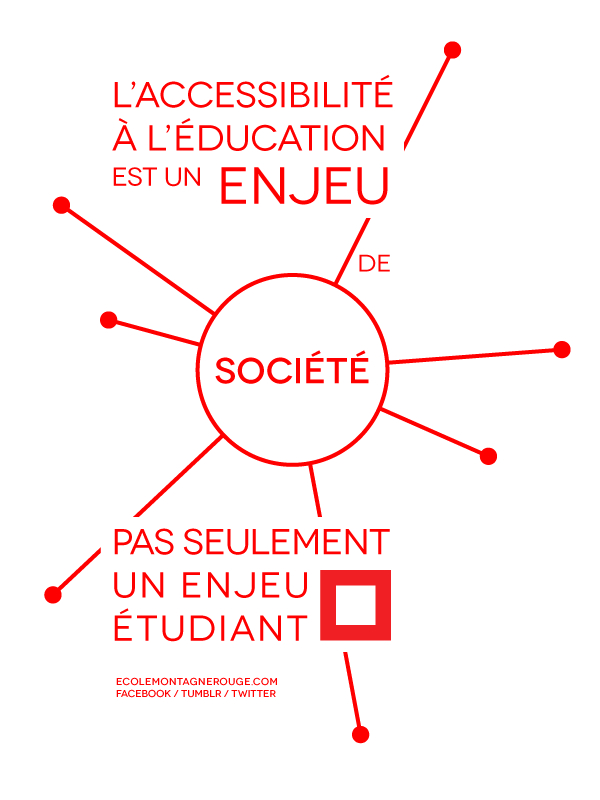 L'ACCESSIBILITÉ
À L'ÉDUCATION
EST UN ENJEU
DE
SOCIÉTÉ
PAS SEULEMENT
UN ENJEU
ÉTUDIANT
ECOLEMONTAGNEROUGE.COM
FACEBOOK / TUMBLR / TWITTER